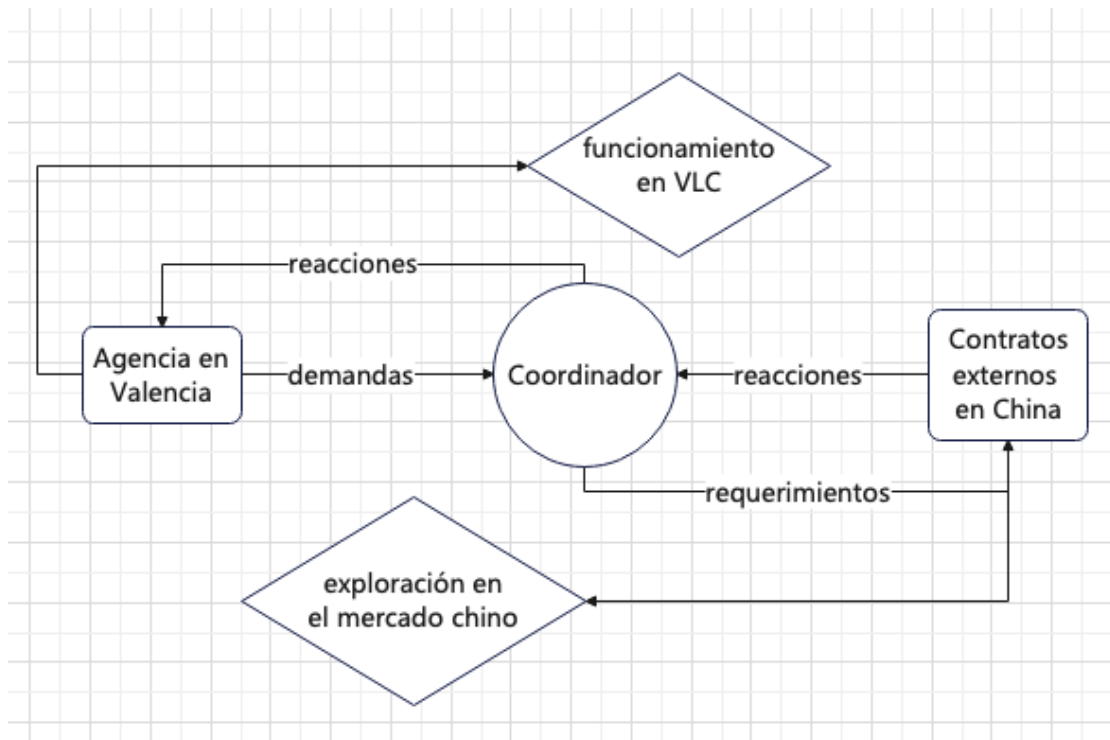 funcionamiento
en VLC
reacciones
Agencia en
Valencia
demandas
Coordinador
reacciones
Contratos
externos
en China
requerimientos
exploración en
el mercado chino